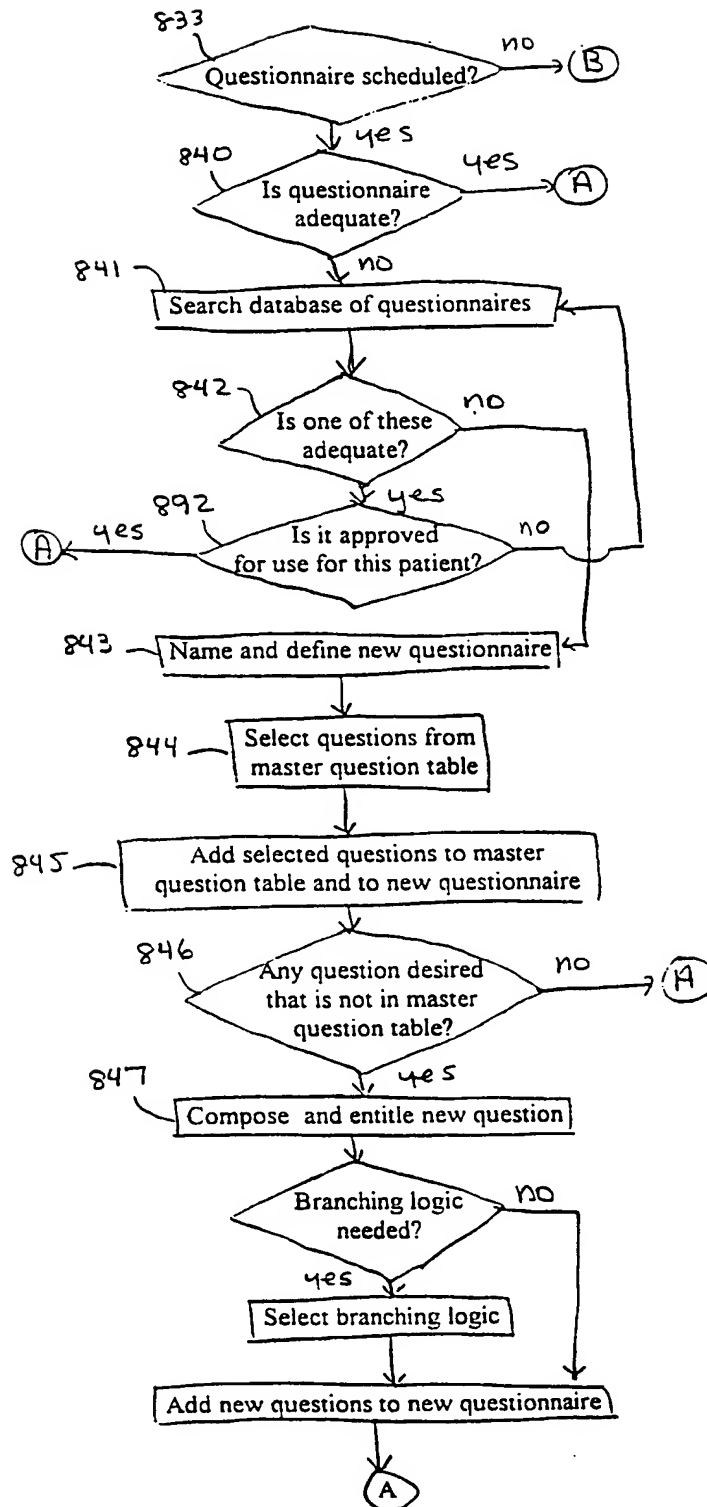 833
Questionnaire scheduled?
no
B
yes
840
Is questionnaire
adequate?
yes
A
no
841
Search database of questionnaires
842
Is one of these
adequate?
no
yes
892
Is it approved
for use for this patient?
yes
A
no
843
Name and define new questionnaire
844
Select questions from
master question table
845
Add selected questions to master
question table and to new questionnaire
846
Any question desired
that is not in master
question table?
no
A
yes
847
Compose and entitle new question
Branching logic
needed?
no
yes
Select branching logic
Add new questions to new questionnaire
A